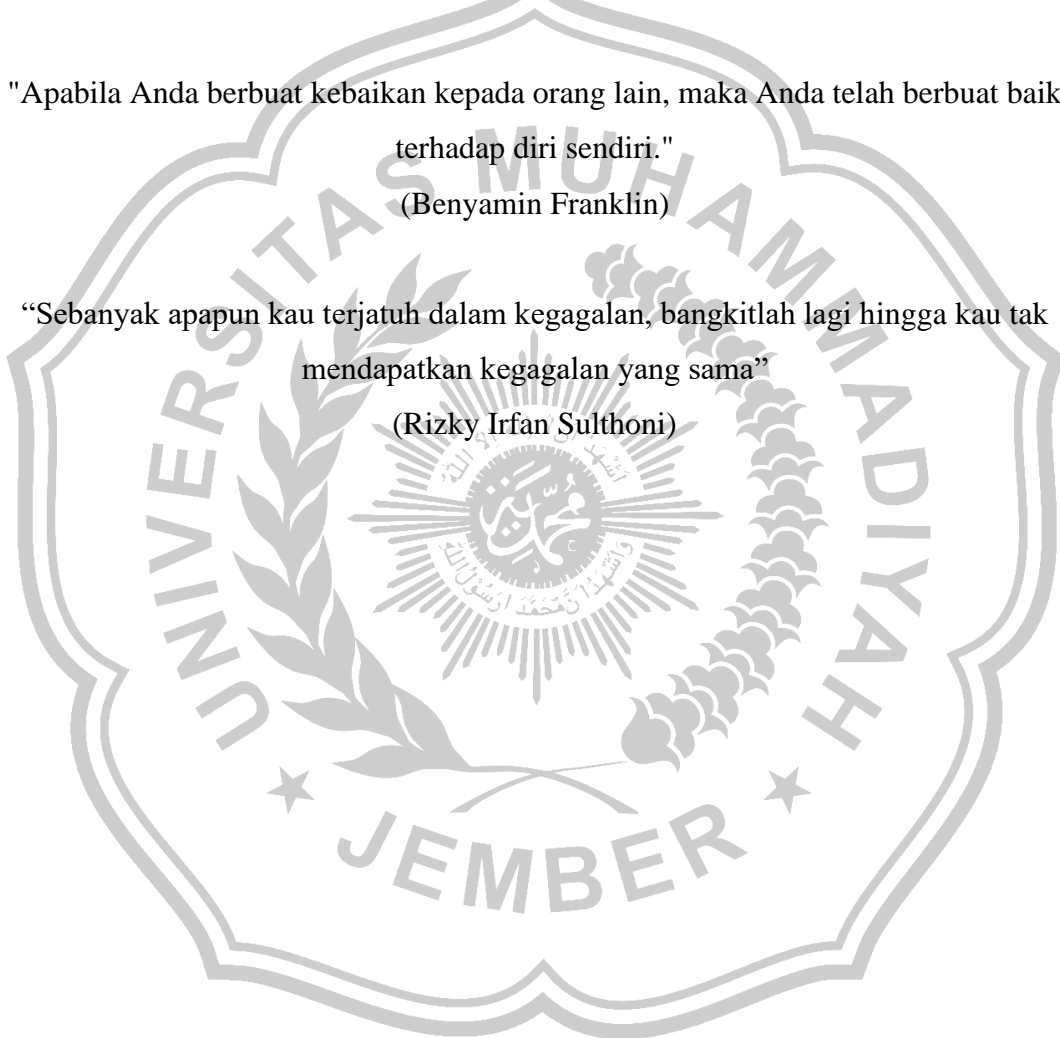 "Apabila Anda berbuat kebaikan kepada orang lain, maka Anda telah berbuat baik
terhadap diri sendiri."
(Benyamin Franklin)
“Sebanyak apapun kau terjatuh dalam kegagalan, bangkitlah lagi hingga kau tak
mendapatkan kegagalan yang sama”
(Rizky Irfan Sulthoni)
UNIVERSITAS MUHAMMADIYAH
JEMBER